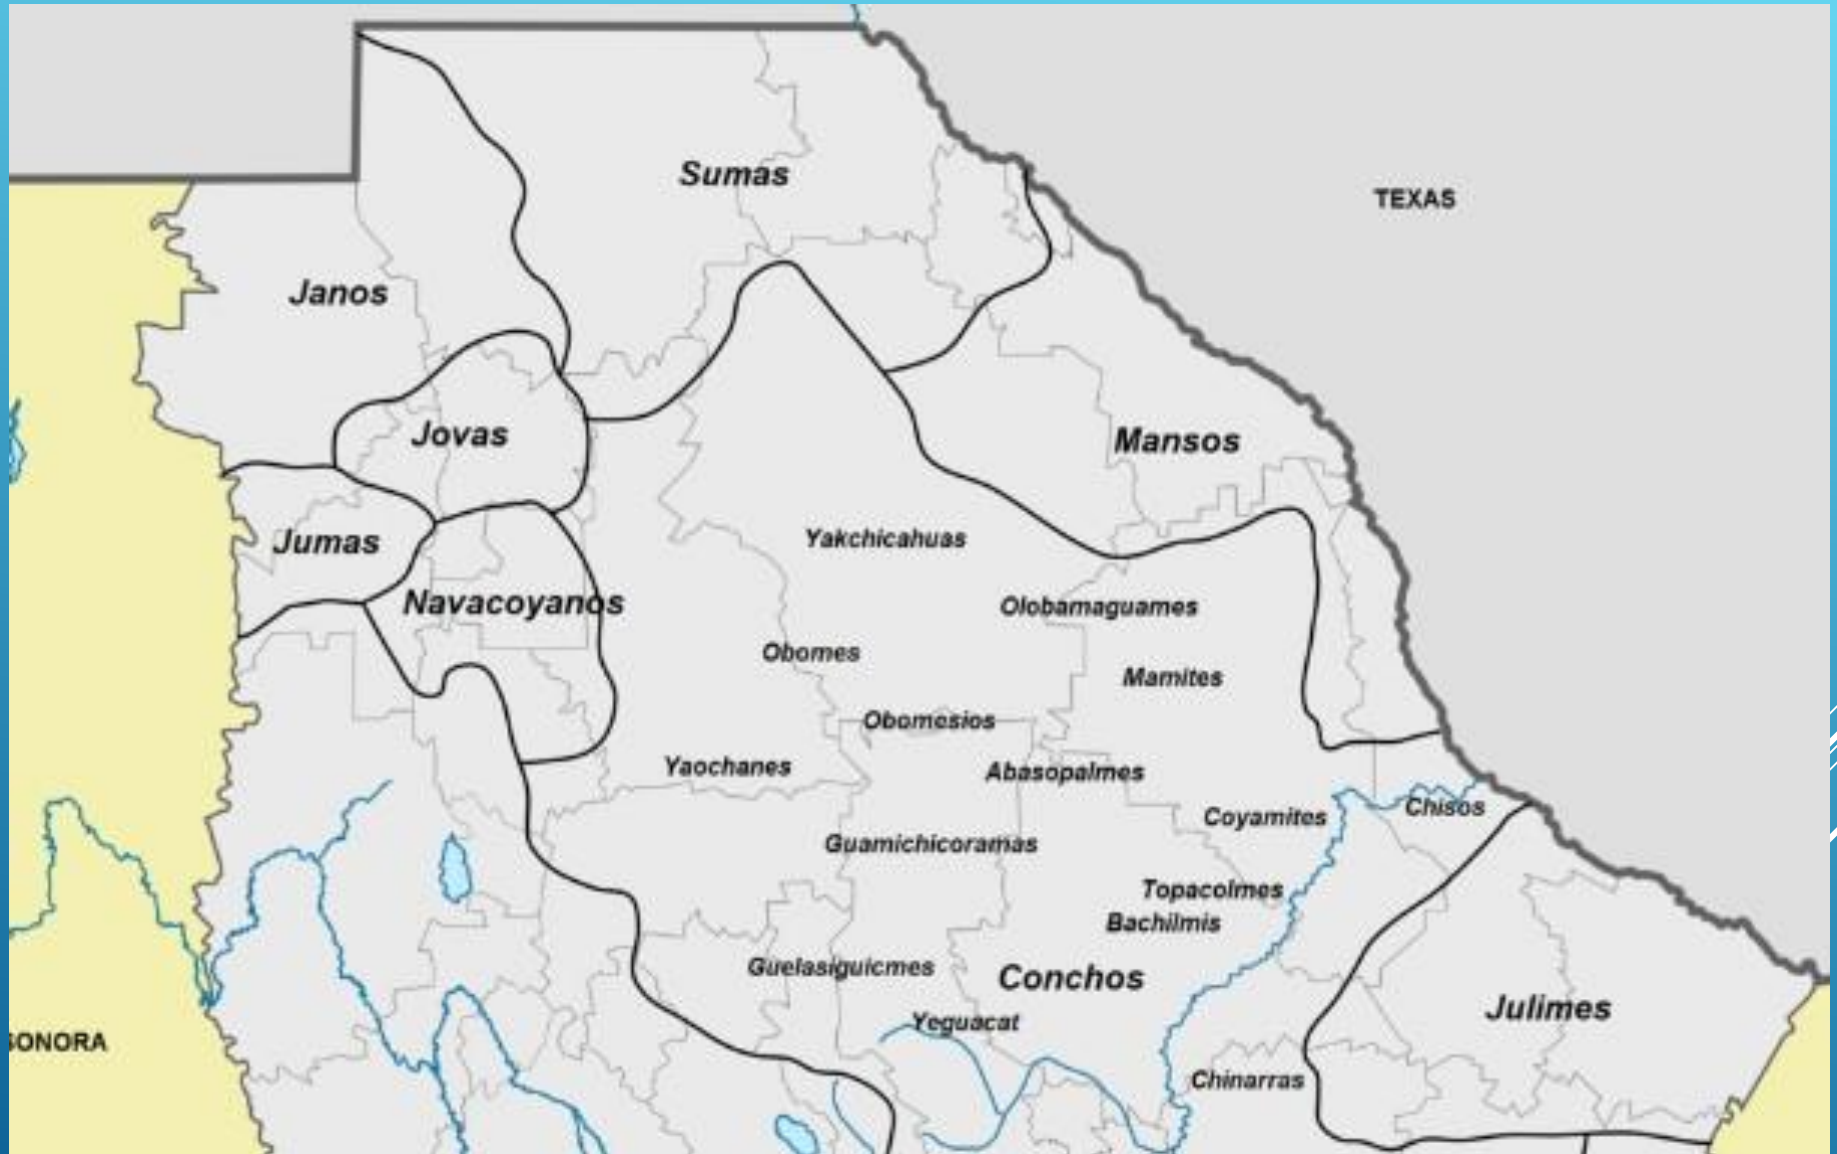 Sumas
TEXAS
Janos
Jovas
Mansos
Jumas
Yakchicahuas
Navacoyanos
Olobamaguames
Obomes
Mamites
Obomesios
Yaochanes
Abasopalmes
Chisos
Coyamites
Guamichicoramas
Topacolmes
Bachilmis
Guelasiguicmes
Conchos
Julimes
Yeguacat
SONORA
Chinarras